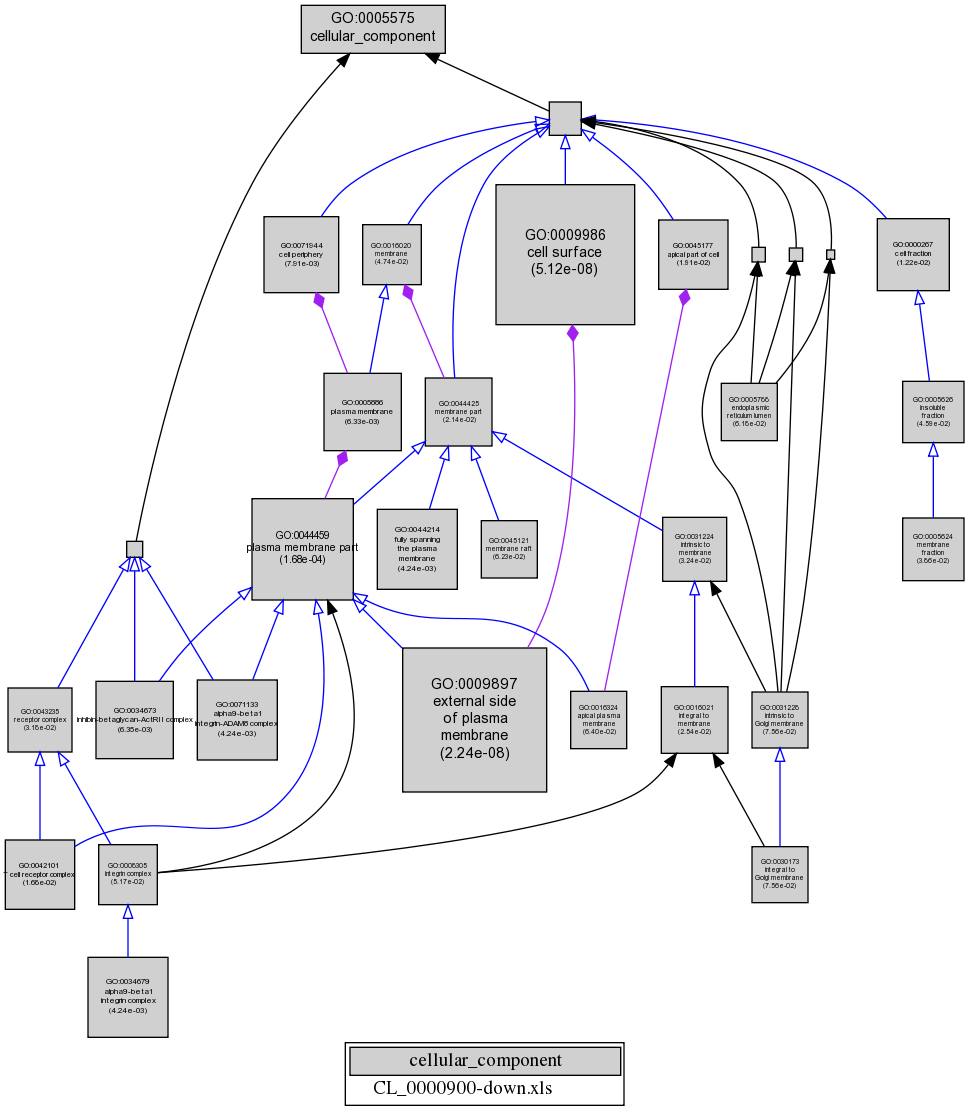 GO:0005575
cellular_component
GO:0009986
cell surface
(5.12e-08)
GO:0071944
cell periphery
(7.91e-03)
GO:0016020
membrane
(4.74e-02)
GO:0045177
apical part of cell
(1.91e-02)
GO:0000267
cell fraction
(1.22e-02)
GO:0005886
plasma membrane
(6.33e-03)
GO:0044425
membrane part
(2.14e-02)
GO:0005788
endoplasmic
reticulum lumen
(6.16e-02)
GO:0005626
insoluble
fraction
(4.59e-02)
GO:0044459
plasma membrane part
(1.68e-04)
GO:0044214
fully spanning
the plasma
membrane
(4.24e-03)
GO:0045121
membrane raft
(6.23e-02)
GO:0031224
intrinsic to
membrane
(3.24e-02)
GO:0005624
membrane
fraction
(3.66e-02)
GO:0043235
receptor complex
(3.16e-02)
GO:0034673
inhibin-betaglycan-ActRII complex
(6.35e-03)
GO:0071133
alpha9-beta1
integrin-ADAM8 complex
(4.24e-03)
GO:0009897
external side
of plasma
membrane
(2.24e-08)
GO:0016324
apical plasma
membrane
(6.40e-02)
GO:0016021
integral to
membrane
(2.54e-02)
GO:0031228
intrinsic to
Golgi membrane
(7.56e-02)
GO:0042101
T cell receptor complex
(1.68e-02)
GO:0008305
integrin complex
(5.17e-02)
GO:0030173
integral to
Golgi membrane
(7.56e-02)
GO:0034679
alpha9-beta1
integrin complex
(4.24e-03)
cellular_component
CL_0000900-down.xls